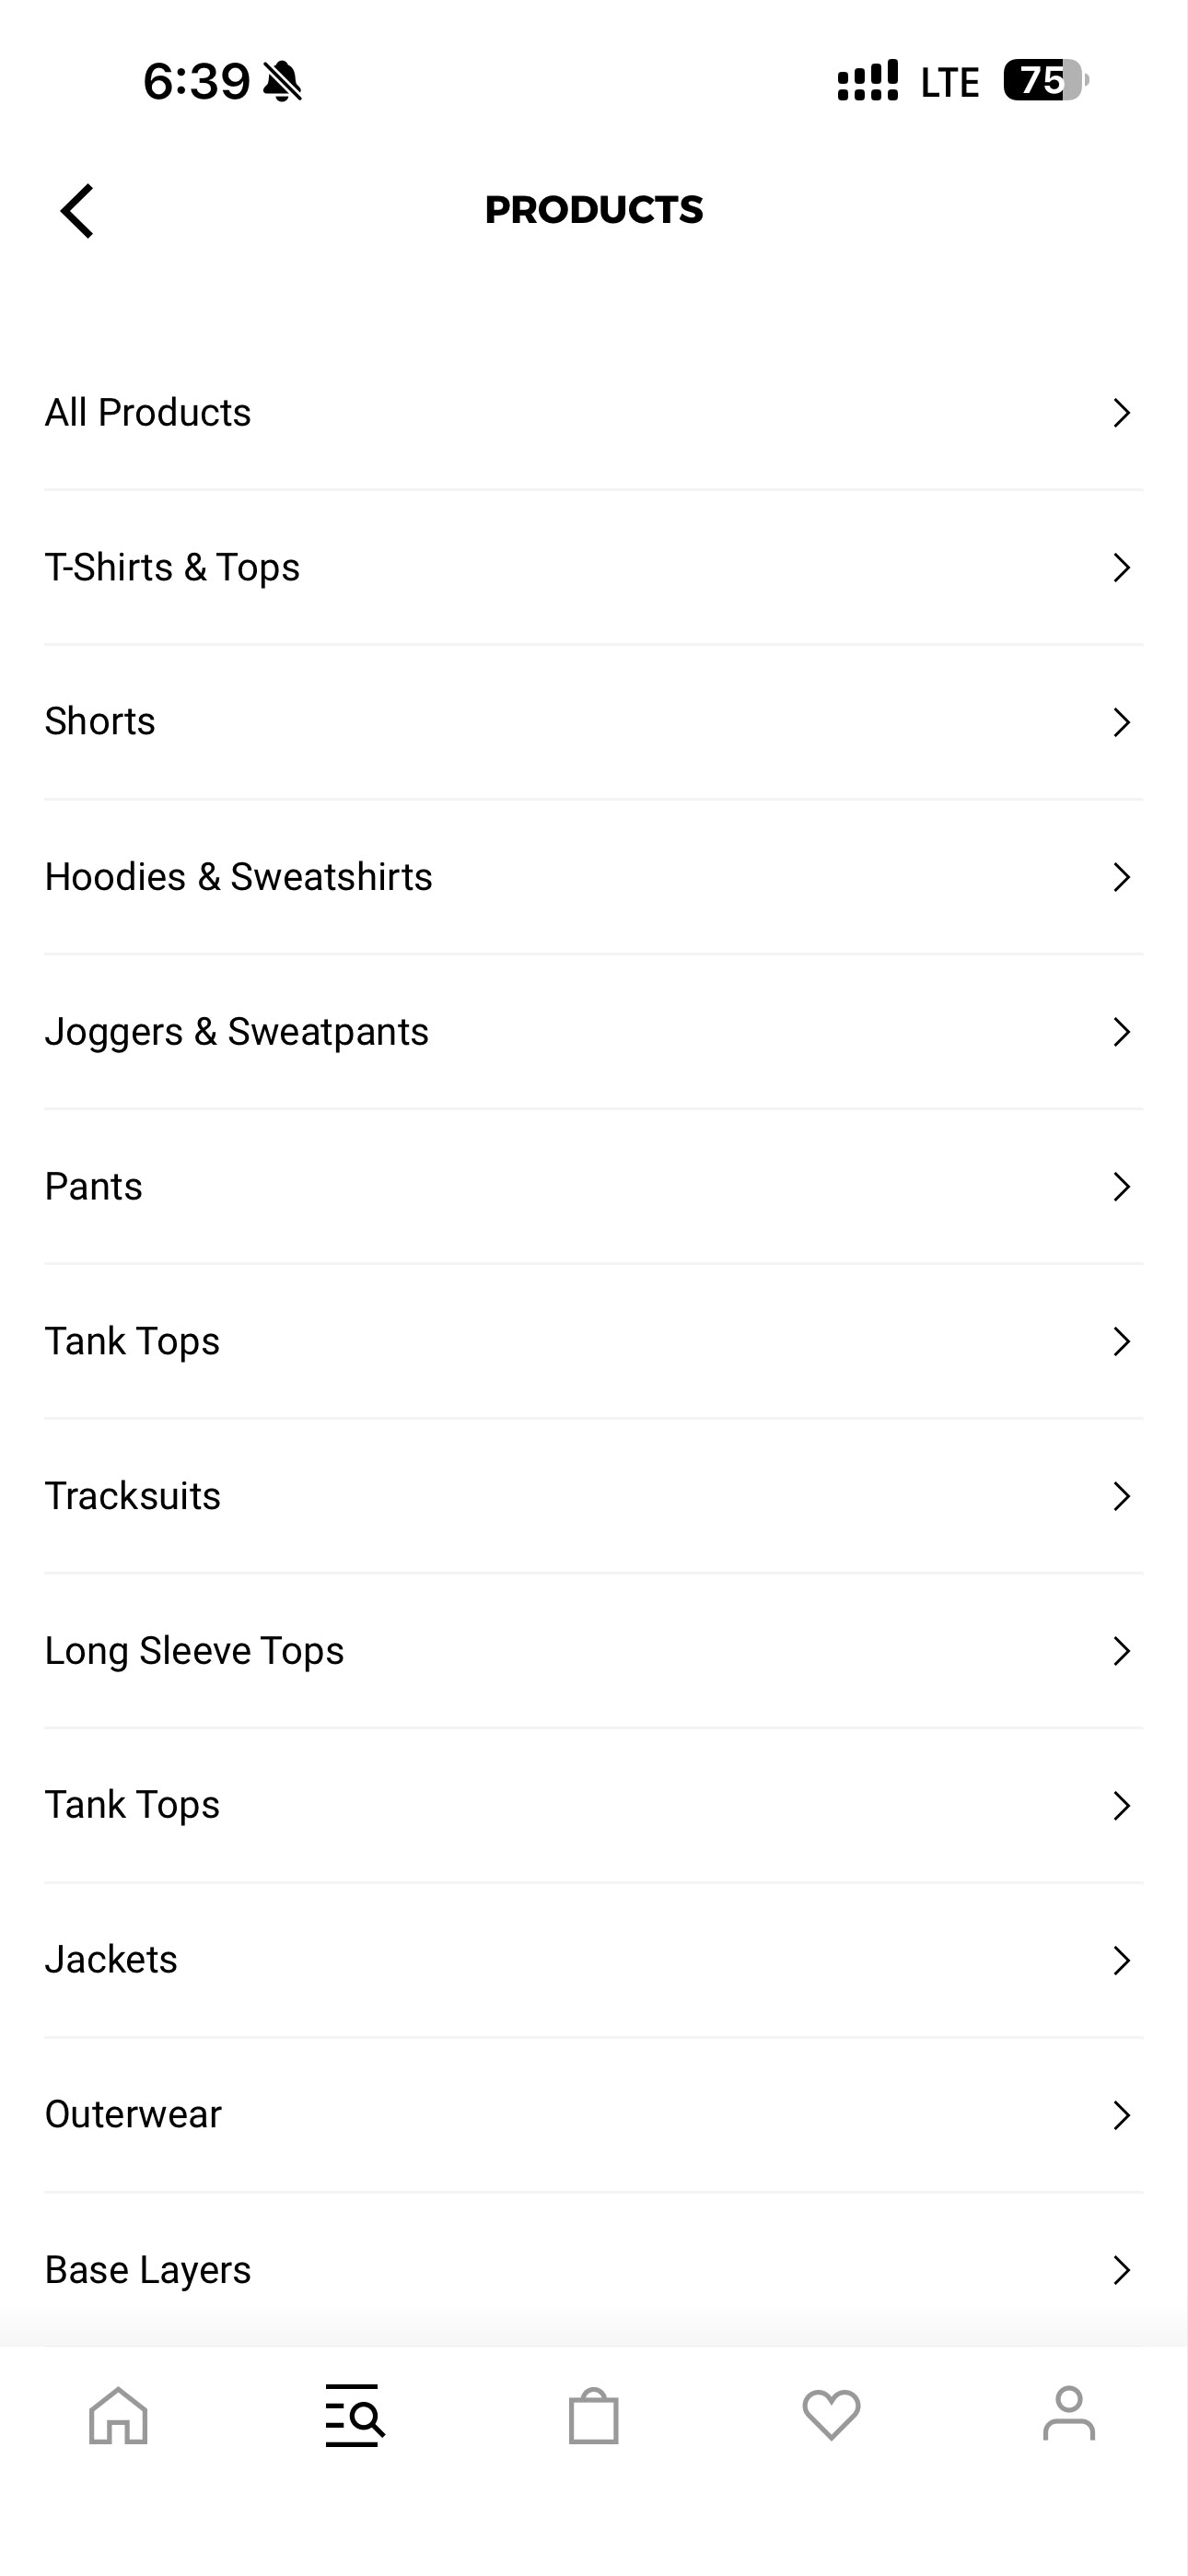 6:39 LTE 75
PRODUCTS
All Products
T-Shirts & Tops
Shorts
Hoodies & Sweatshirts
Joggers & Sweatpants
Pants
Tank Tops
Tracksuits
Long Sleeve Tops
Tank Tops
Jackets
Outerwear
Base Layers